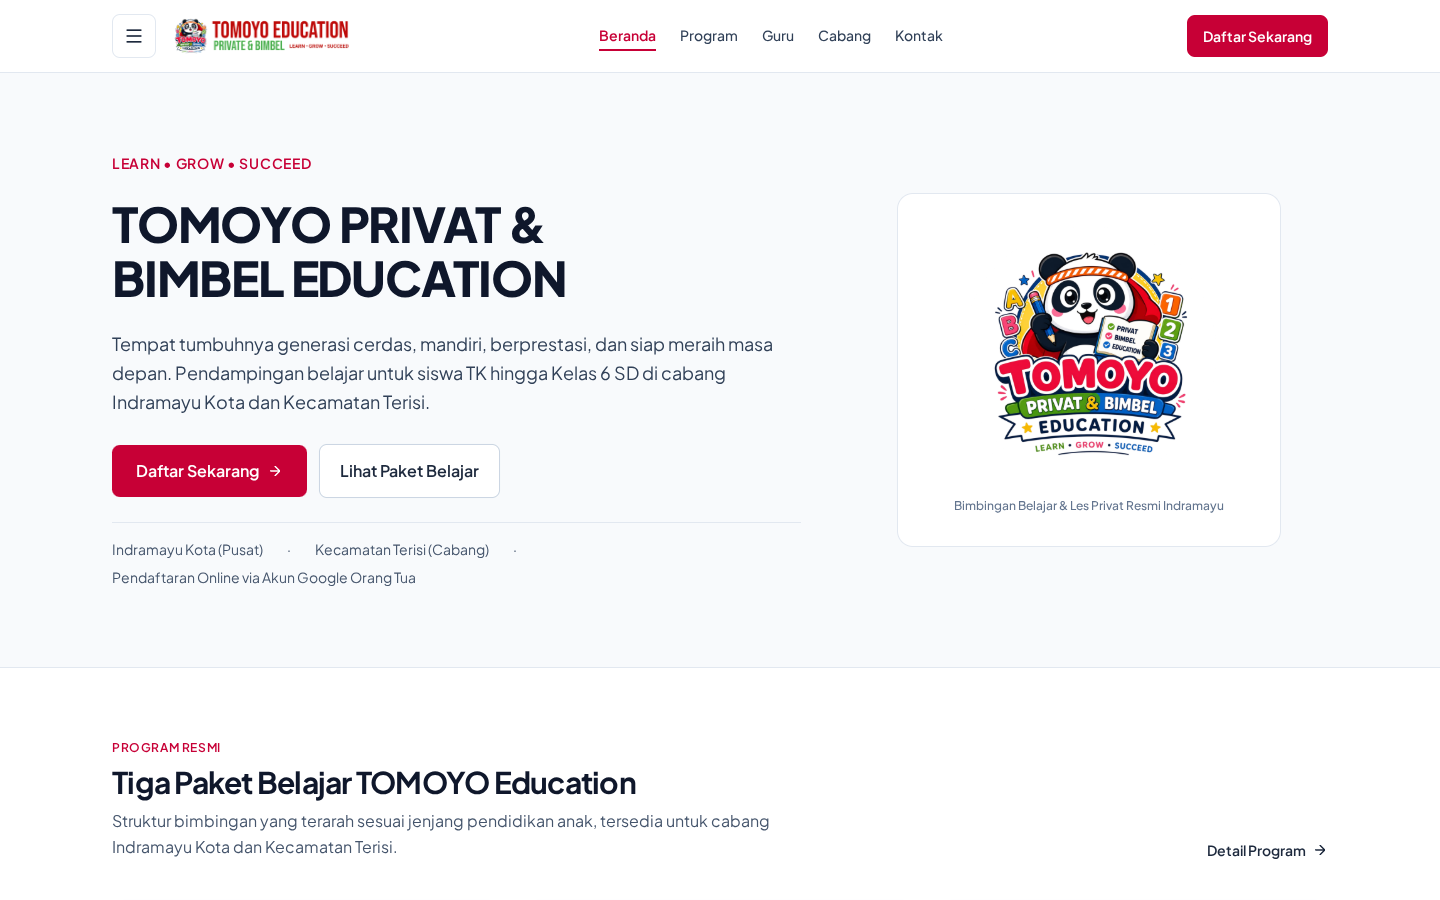 TOMOYO EDUCATION
PRIVATE & BIMBEL LEARN • GROW • SUCCEED
Beranda
Program
Guru
Cabang
Kontak
Daftar Sekarang
LEARN • GROW • SUCCEED
TOMOYO PRIVAT &
BIMBEL EDUCATION
Tempat tumbuhnya generasi cerdas, mandiri, berprestasi, dan siap meraih masa
depan. Pendampingan belajar untuk siswa TK hingga Kelas 6 SD di cabang
Indramayu Kota dan Kecamatan Terisi.
Daftar Sekarang →
Lihat Paket Belajar
Indramayu Kota (Pusat) · Kecamatan Terisi (Cabang) ·
Pendaftaran Online via Akun Google Orang Tua
A
B
C
1
2
3
PRIVAT
BIMBEL
EDUCATION
TOMOYO
PRIVAT & BIMBEL
EDUCATION
LEARN • GROW • SUCCEED
Bimbingan Belajar & Les Privat Resmi Indramayu
PROGRAM RESMI
Tiga Paket Belajar TOMOYO Education
Struktur bimbingan yang terarah sesuai jenjang pendidikan anak, tersedia untuk cabang
Indramayu Kota dan Kecamatan Terisi.
Detail Program →